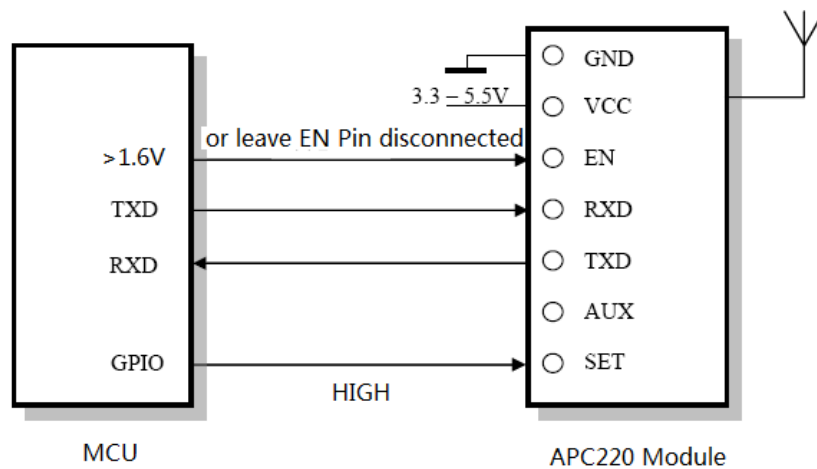 GND
3.3 – 5.5V
VCC
or leave EN Pin disconnected
>1.6V
EN
TXD
RXD
RXD
TXD
AUX
GPIO
SET
HIGH
MCU
APC220 Module